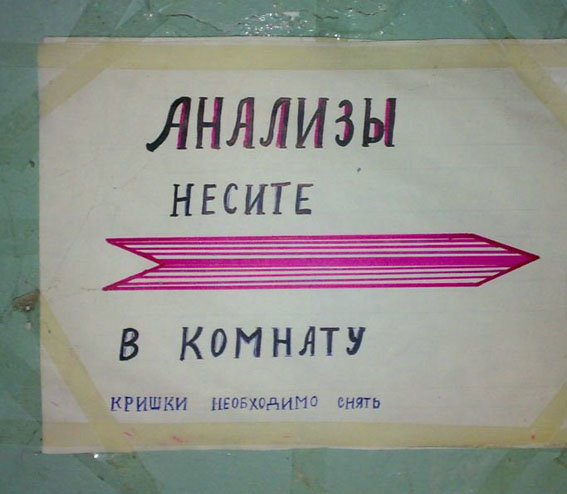 АНАЛИЗЫ
НЕСИТЕ
В КОМНАТУ
КРИШКИ НЕОБХОДИМО СНЯТЬ